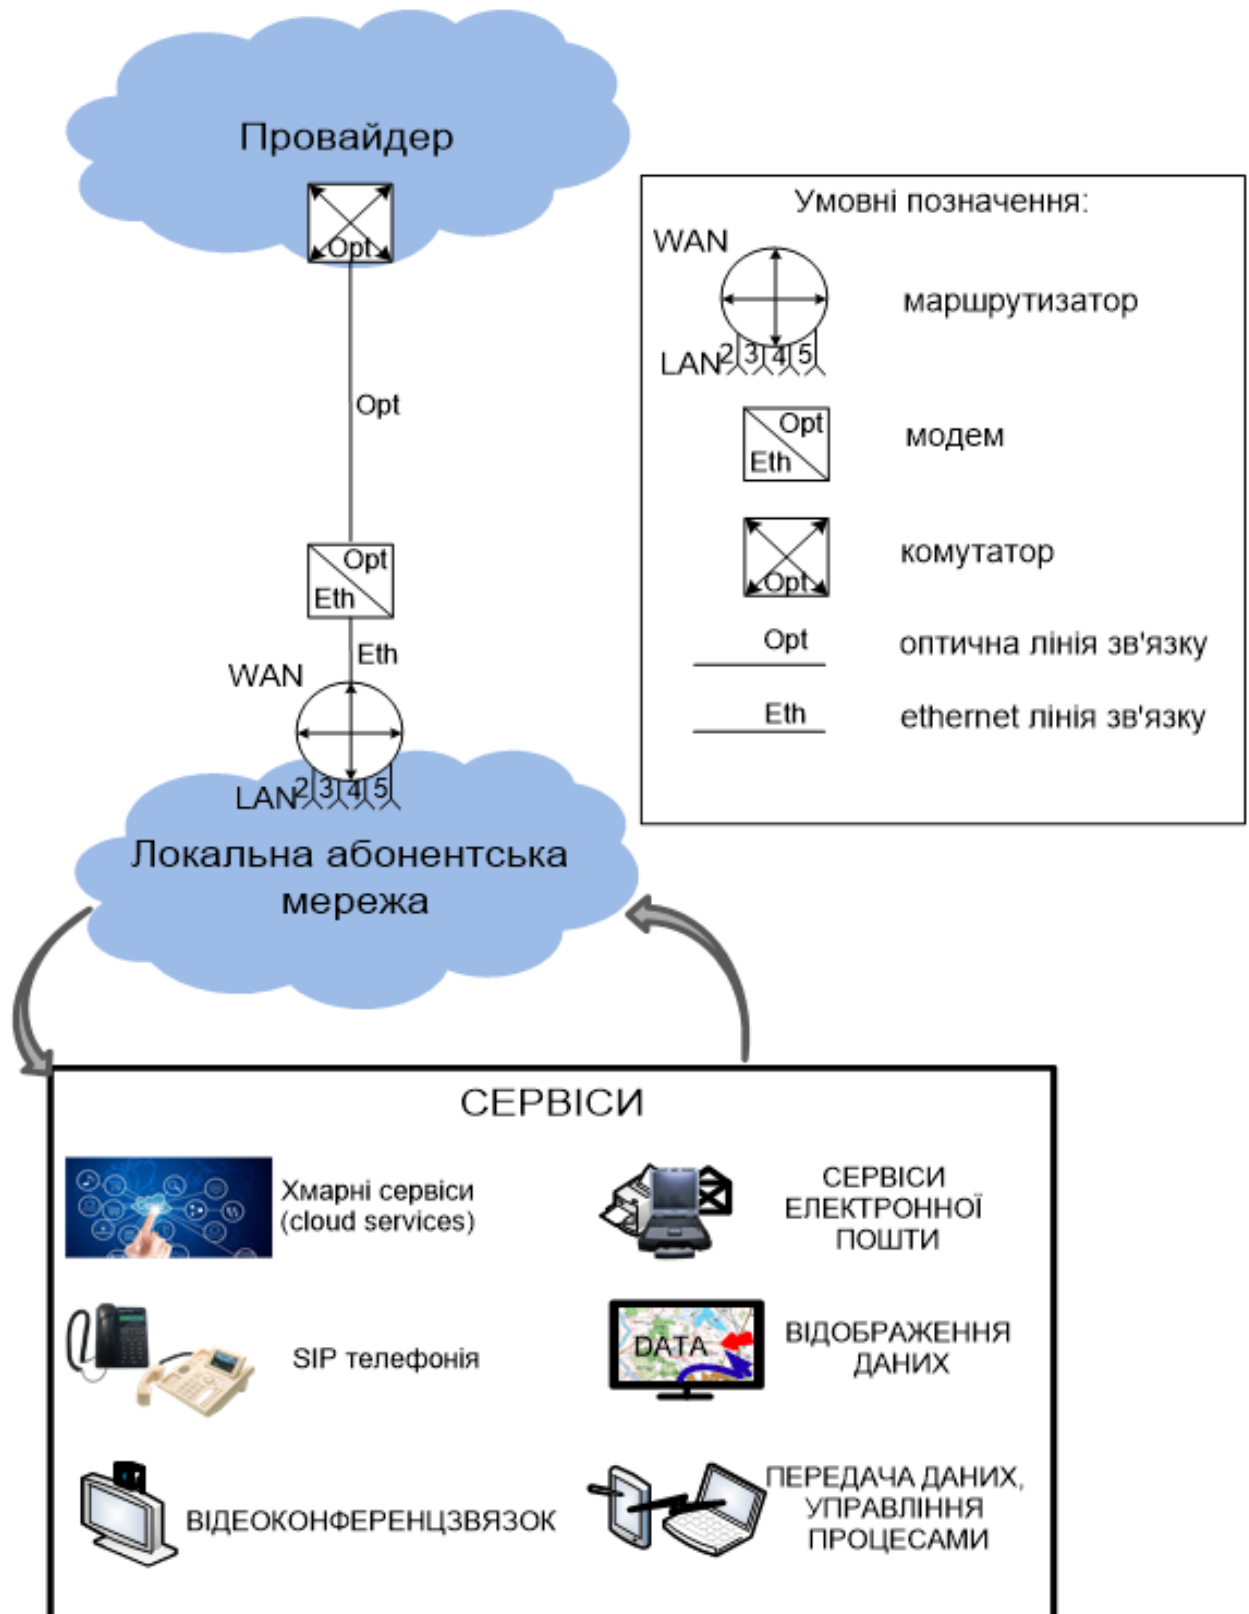 Провайдер
Opt
Opt
Opt
Eth
Eth
WAN
LAN 2 3 4 5
Локальна абонентська
мережа
Умовні позначення:
WAN
маршрутизатор
LAN 2 3 4 5
Opt
Eth
модем
Opt
комутатор
Opt
оптична лінія зв'язку
Eth
ethernet лінія зв'язку
СЕРВІСИ
Хмарні сервіси
(cloud services)
СЕРВІСИ
ЕЛЕКТРОННОЇ
ПОШТИ
SIP телефонія
DATA
ВІДОБРАЖЕННЯ
ДАНИХ
ВІДЕОКОНФЕРЕНЦЗВЯЗОК
ПЕРЕДАЧА ДАНИХ,
УПРАВЛІННЯ
ПРОЦЕСАМИ